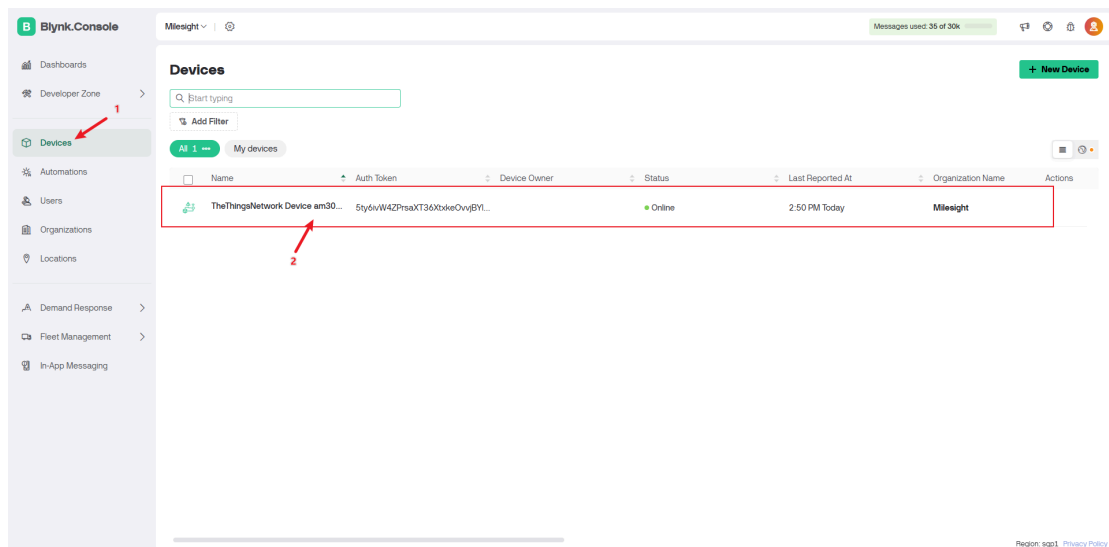 B Blynk.Console
Milesight
Messages used: 35 of 30k
Dashboards
Developer Zone
1
Devices
Automations
Users
Organizations
Locations
Demand Response
Fleet Management
In-App Messaging
Devices
+ New Device
Start typing
Add Filter
All 1 My devices
Name Auth Token Device Owner Status Last Reported At Organization Name Actions
TheThingsNetwork Device am30... 5ty6ivW4ZPrsaXT36XtxkeOvvjBYl... Online 2:50 PM Today Milesight
2
Region: sgp1 Privacy Policy